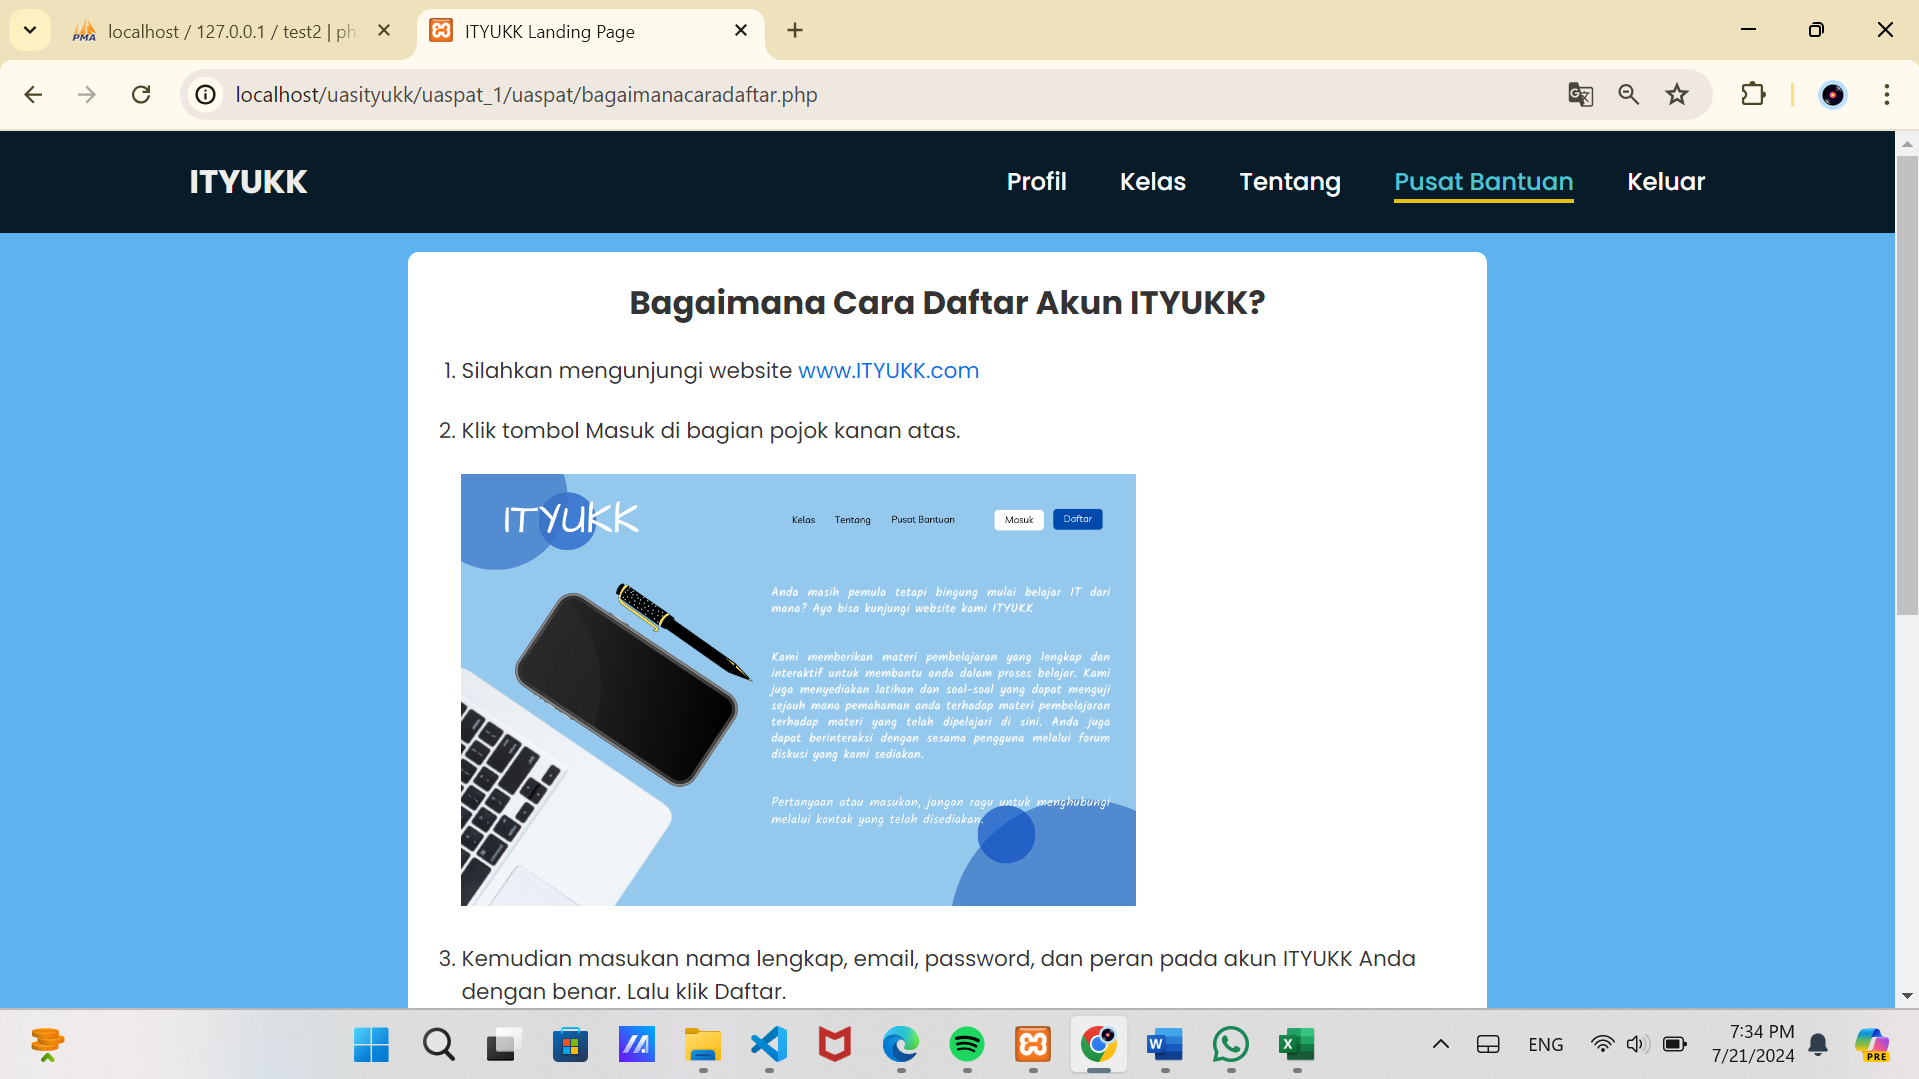 localhost / 127.0.0.1 / test2 | ph
ITYUKK Landing Page
localhost/uasityukk/uaspat_1/uaspat/bagaimanacaradaftar.php
ITYUKK
Profil Kelas Tentang Pusat Bantuan Keluar
Bagaimana Cara Daftar Akun ITYUKK?
1. Silahkan mengunjungi website www.ITYUKK.com
2. Klik tombol Masuk di bagian pojok kanan atas.
ITYUKK
Kelas Tentang Pusat Bantuan Masuk Daftar
Anda masih pemula tetapi bingung mulai belajar IT dari
mana? Ayo bisa kunjungi website kami ITYUKK
Kami memberikan materi pembelajaran yang lengkap dan
interaktif untuk membantu anda dalam proses belajar. Kami
juga menyediakan latihan dan soal-soal yang dapat menguji
sejauh mana pemahaman anda terhadap materi pembelajaran
terhadap materi yang telah dipelajari di sini. Anda juga
dapat berinteraksi dengan sesama pengguna melalui forum
diskusi yang kami sediakan.
Pertanyaan atau masukan, jangan ragu untuk menghubungi
melalui kontak yang telah disediakan.
3. Kemudian masukan nama lengkap, email, password, dan peran pada akun ITYUKK Anda
dengan benar. Lalu klik Daftar.
ENG
7:34 PM
7/21/2024
PRE